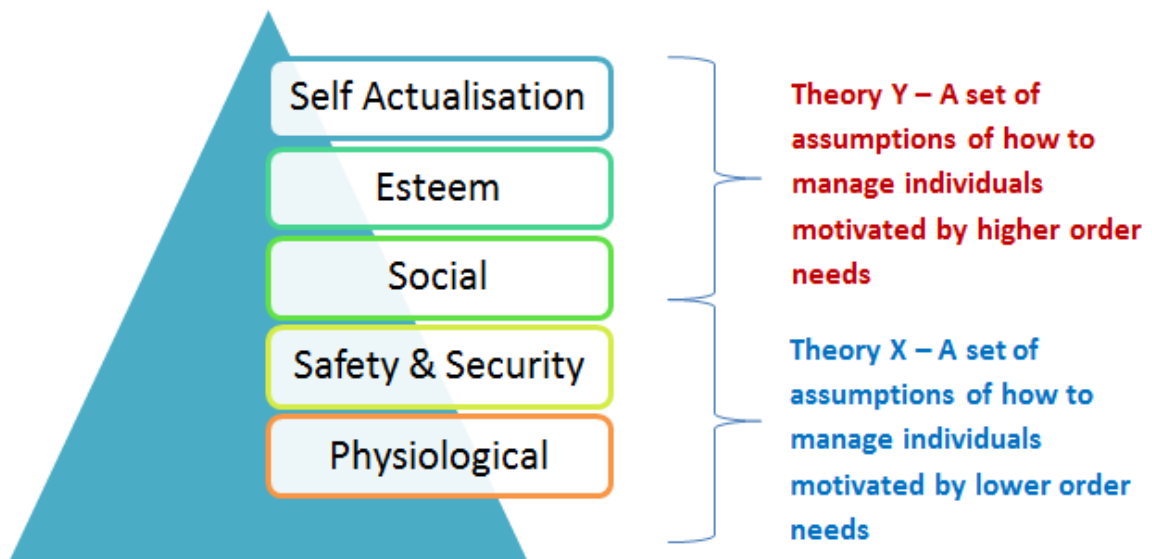 Self Actualisation
Esteem
Social
Safety & Security
Physiological
Theory Y – A set of
assumptions of how to
manage individuals
motivated by higher order
needs
Theory X – A set of
assumptions of how to
manage individuals
motivated by lower order
needs